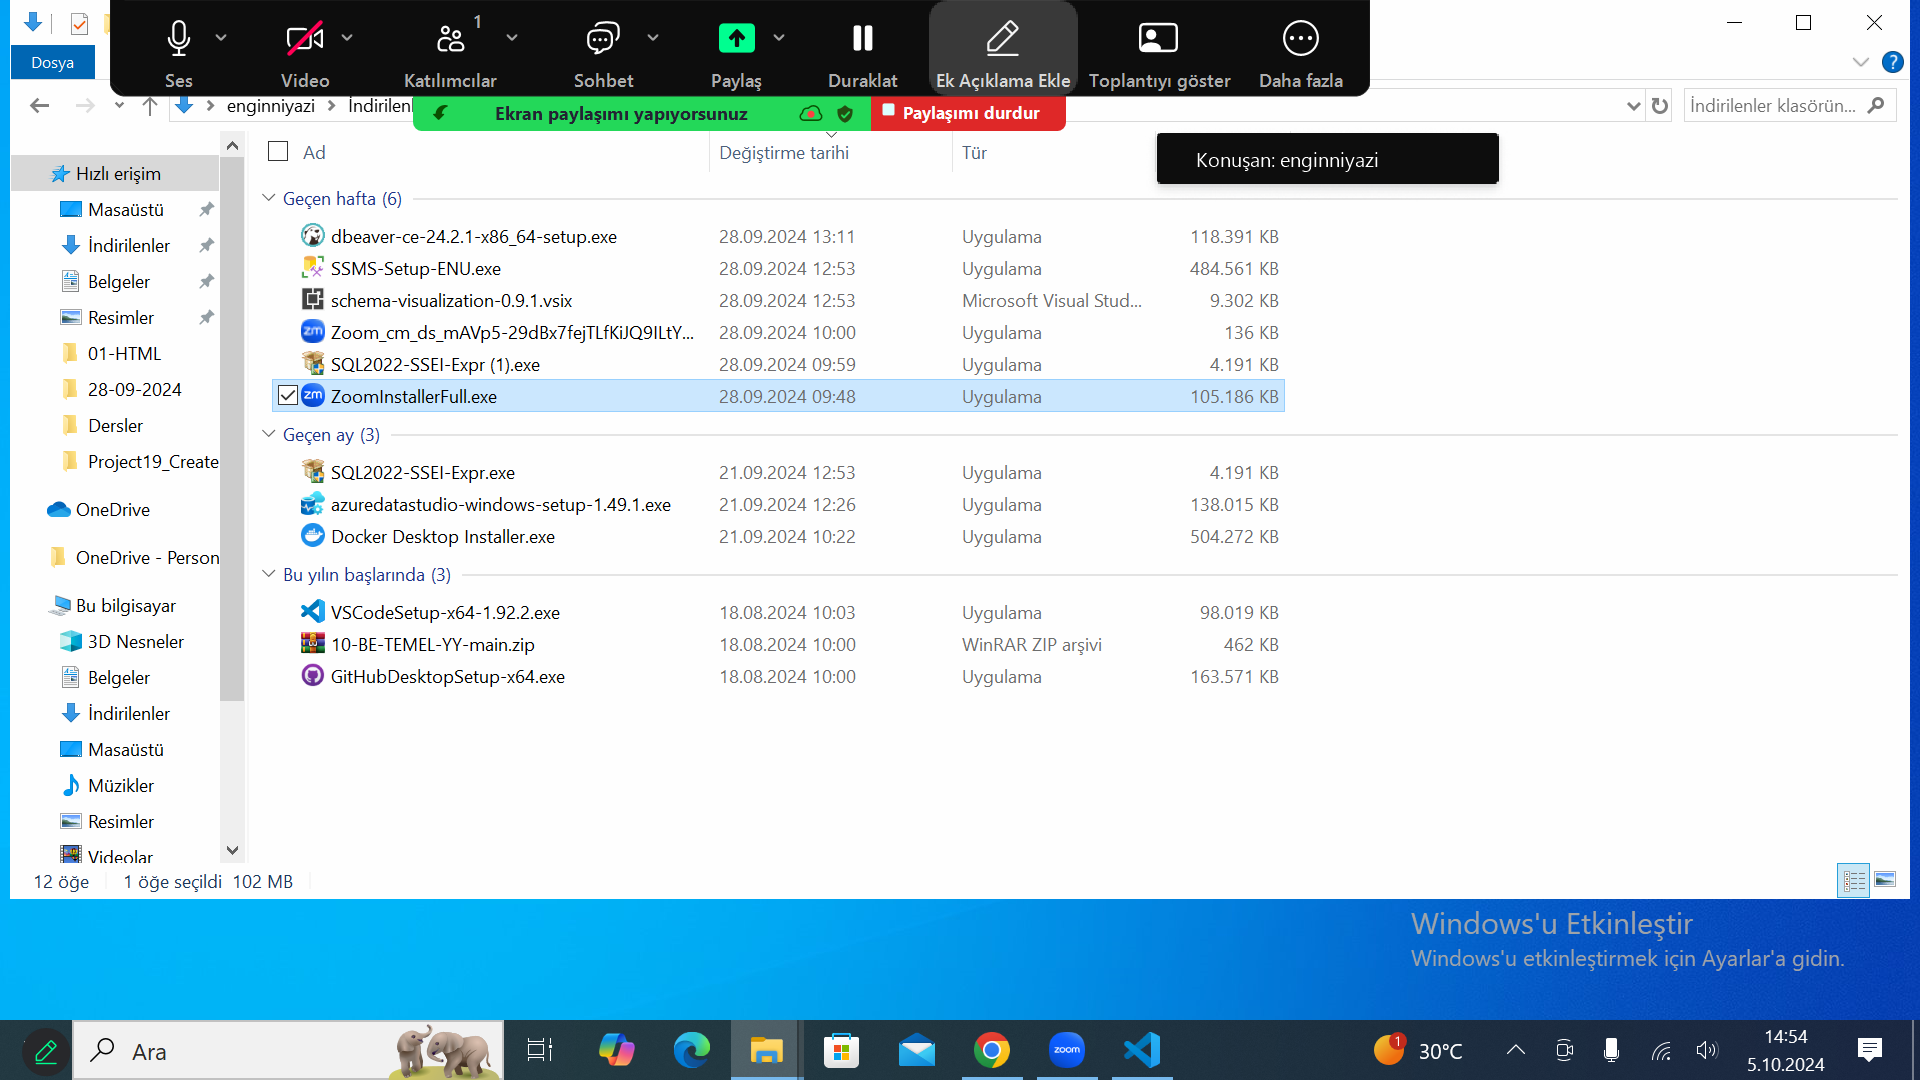 Ses
Video
1
Katılımcılar
Sohbet
Paylaş
Duraklat
Ek Açıklama Ekle
Toplantıyı göster
Daha fazla
Dosya
?
enginniyazi
İndirilenl
Ekran paylaşımı yapıyorsunuz
Paylaşımı durdur
İndirilenler klasörün...
Konuşan: enginniyazi
Ad
Değiştirme tarihi
Tür
Hızlı erişim
Masaüstü
İndirilenler
Belgeler
Resimler
01-HTML
28-09-2024
Dersler
Project19_Create
OneDrive
OneDrive - Person
Bu bilgisayar
3D Nesneler
Belgeler
İndirilenler
Masaüstü
Müzikler
Resimler
Videolar
Geçen hafta (6)
dbeaver-ce-24.2.1-x86_64-setup.exe 28.09.2024 13:11 Uygulama 118.391 KB
SSMS-Setup-ENU.exe 28.09.2024 12:53 Uygulama 484.561 KB
schema-visualization-0.9.1.vsix 28.09.2024 12:53 Microsoft Visual Stud... 9.302 KB
zm Zoom_cm_ds_mAVp5-29dBx7fejTLfKiJQ9ILtY... 28.09.2024 10:00 Uygulama 136 KB
SQL2022-SSEI-Expr (1).exe 28.09.2024 09:59 Uygulama 4.191 KB
zm ZoomInstallerFull.exe 28.09.2024 09:48 Uygulama 105.186 KB
Geçen ay (3)
SQL2022-SSEI-Expr.exe 21.09.2024 12:53 Uygulama 4.191 KB
azuredatastudio-windows-setup-1.49.1.exe 21.09.2024 12:26 Uygulama 138.015 KB
Docker Desktop Installer.exe 21.09.2024 10:22 Uygulama 504.272 KB
Bu yılın başlarında (3)
VSCodeSetup-x64-1.92.2.exe 18.08.2024 10:03 Uygulama 98.019 KB
10-BE-TEMEL-YY-main.zip 18.08.2024 10:00 WinRAR ZIP arşivi 462 KB
GitHubDesktopSetup-x64.exe 18.08.2024 10:00 Uygulama 163.571 KB
12 öğe
1 öğe seçildi 102 MB
Windows'u Etkinleştir
Windows'u etkinleştirmek için Ayarlar'a gidin.
Ara
zoom
1
30°C
14:54
5.10.2024